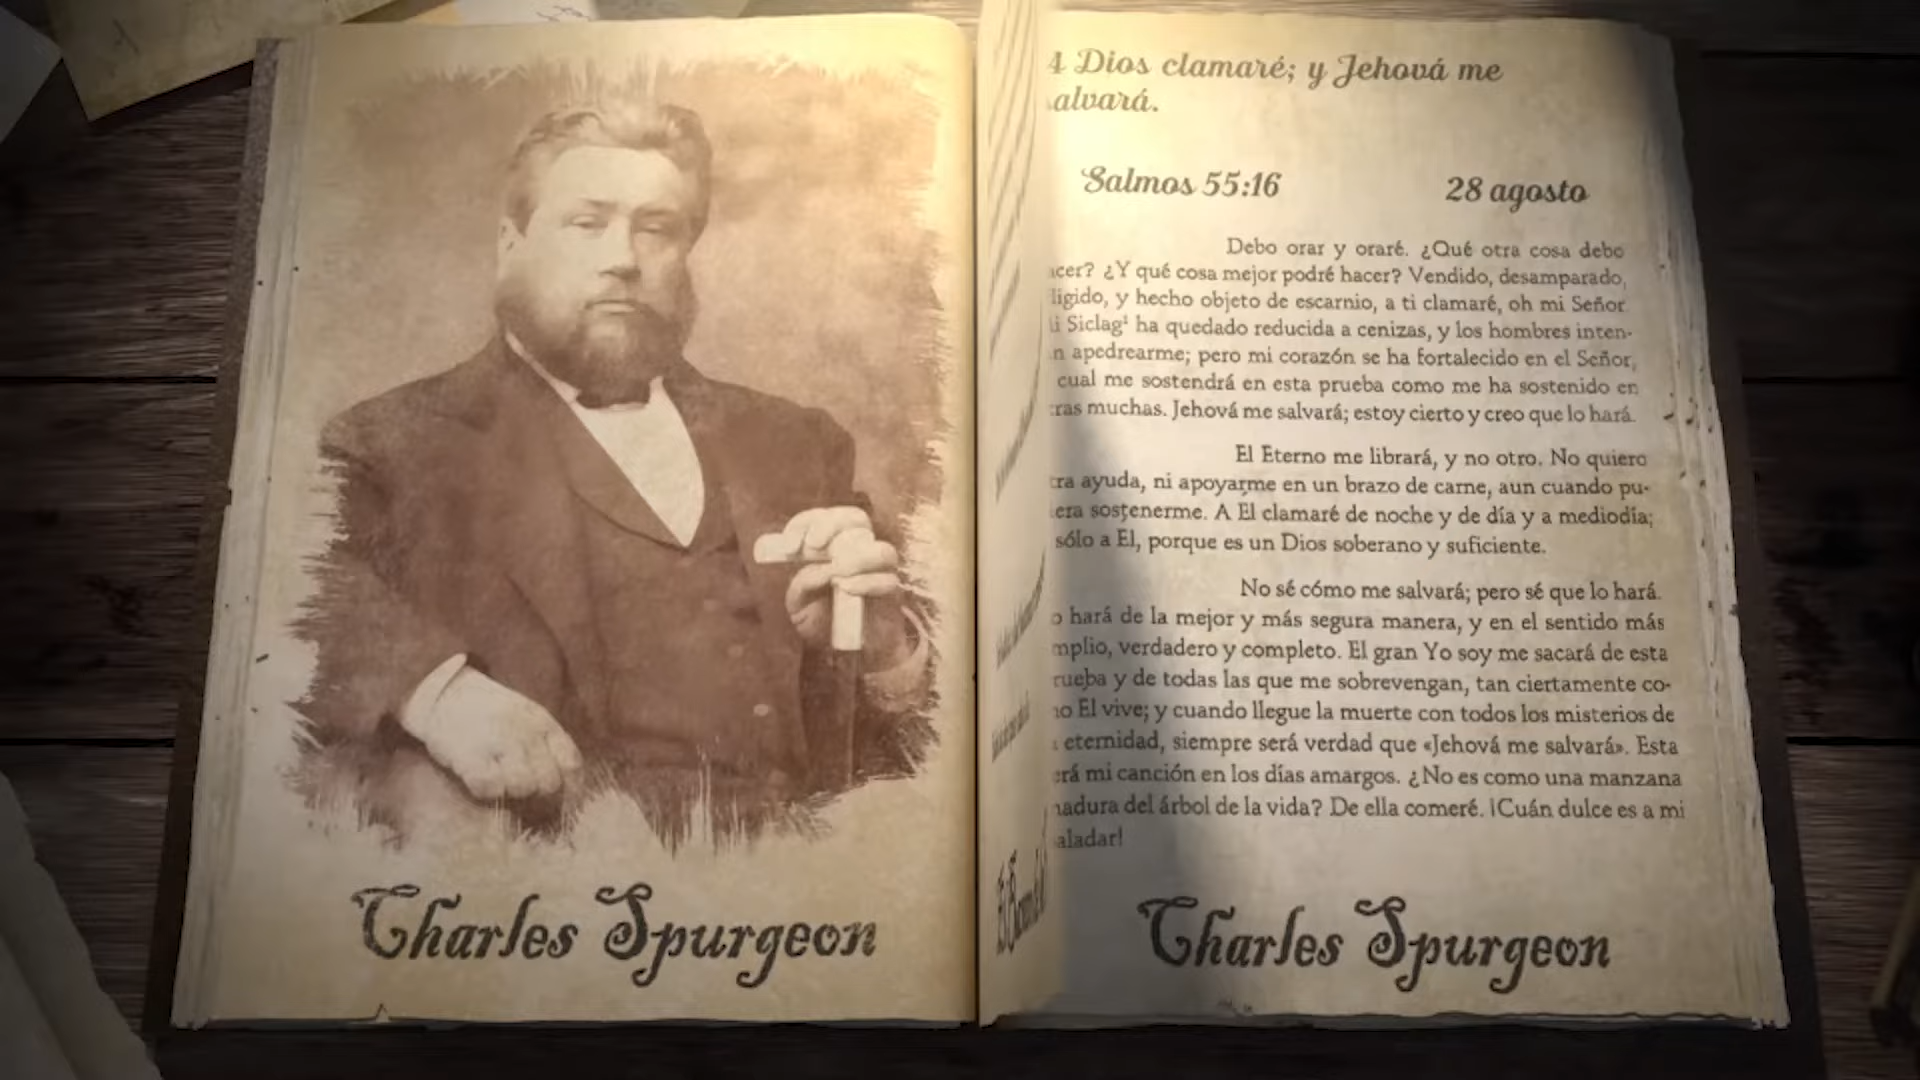 Charles Spurgeon
Dios clamaré; y Jehová me
alvará.
Salmos 55:16 28 agosto
Debo orar y oraré. ¿Qué otra cosa debo
acer? ¿Y qué cosa mejor podré hacer? Vendido, desamparado,
ligido, y hecho objeto de escarnio, a ti clamaré, oh mi Señor
i Siclag¹ ha quedado reducida a cenizas, y los hombres inten-
n apedrearme; pero mi corazón se ha fortalecido en el Señor,
cual me sostendrá en esta prueba como me ha sostenido en
ras muchas. Jehová me salvará; estoy cierto y creo que lo hará.
El Eterno me librará, y no otro. No quiero
ra ayuda, ni apoyarme en un brazo de carne, aun cuando pu-
era sostenerme. A El clamaré de noche y de día y a mediodía;
sólo a El, porque es un Dios soberano y suficiente.
No sé cómo me salvará; pero sé que lo hará.
o hará de la mejor y más segura manera, y en el sentido más
mplio, verdadero y completo. El gran Yo soy me sacará de esta
rueba y de todas las que me sobrevengan, tan ciertamente co-
no El vive; y cuando llegue la muerte con todos los misterios de
eternidad, siempre será verdad que «Jehová me salvará». Esta
erá mi canción en los días amargos. ¿No es como una manzana
nadura del árbol de la vida? De ella comeré. ¡Cuán dulce es a mi
aladar!
Charles Spurgeon